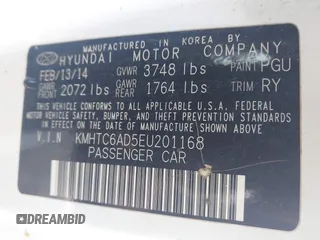 MANUFACTURED IN KOREA BY
HYUNDAI MOTOR COMPANY
FEB/13/14 GVWR 3748 lbs PAINT PGU
GAWR FRONT 2072 lbs GAWR REAR 1764 lbs TRIM RY
THIS VEHICLE CONFORMS TO ALL APPLICABLE
U.S.A FEDERAL MOTOR VEHICLE
SAFETY, BUMPER, AND THEFT PREVENTION
STANDARDS IN EFFECT ON THE DATE OF
MANUFACTURE SHOWN ABOVE.
V.I.N KMHTC6AD5EU201168
PASSENGER CAR
DREAMBID